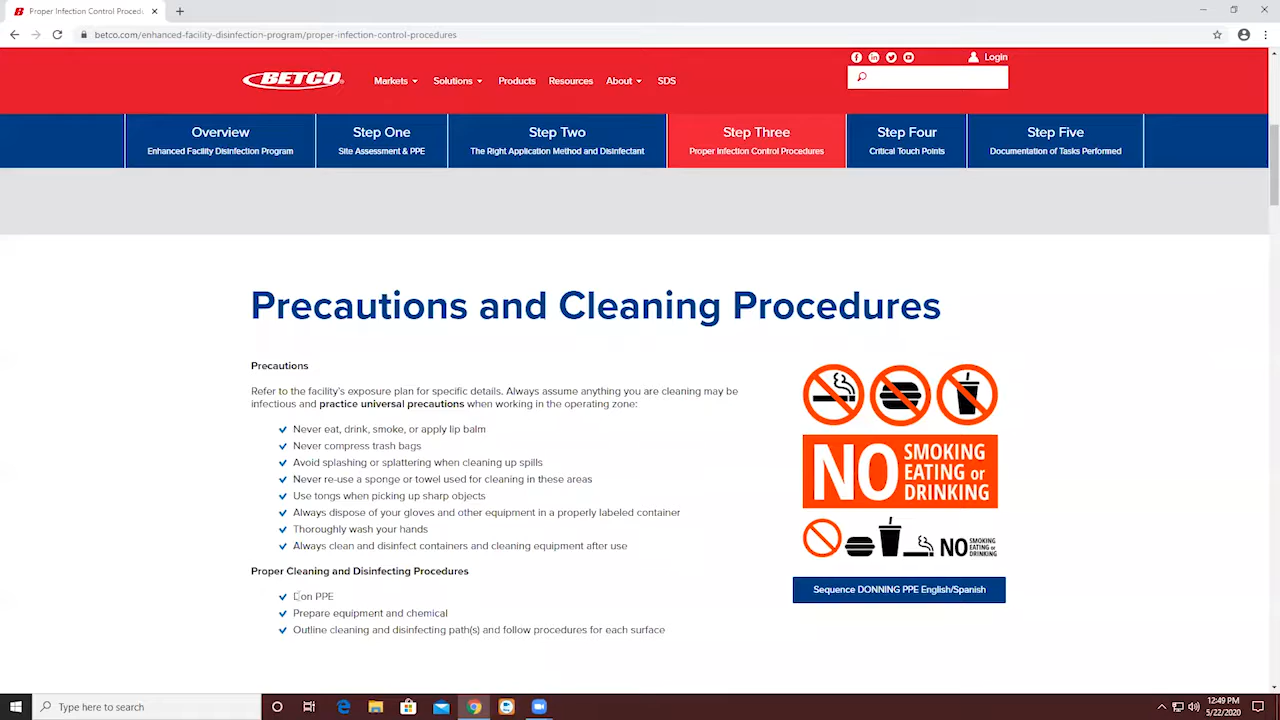 Proper Infection Control Procedu
betco.com/enhanced-facility-disinfection-program/proper-infection-control-procedures
BETCO
Markets
Solutions
Products
Resources
About
SDS
Login
Overview
Enhanced Facility Disinfection Program
Step One
Site Assessment & PPE
Step Two
The Right Application Method and Disinfectant
Step Three
Proper Infection Control Procedures
Step Four
Critical Touch Points
Step Five
Documentation of Tasks Performed
Precautions and Cleaning Procedures
Precautions
Refer to the facility's exposure plan for specific details. Always assume anything you are cleaning may be
infectious and practice universal precautions when working in the operating zone:
Never eat, drink, smoke, or apply lip balm
Never compress trash bags
Avoid splashing or splattering when cleaning up spills
Never re-use a sponge or towel used for cleaning in these areas
Use tongs when picking up sharp objects
Always dispose of your gloves and other equipment in a properly labeled container
Thoroughly wash your hands
Always clean and disinfect containers and cleaning equipment after use
Proper Cleaning and Disinfecting Procedures
Don PPE
Prepare equipment and chemical
Outline cleaning and disinfecting path(s) and follow procedures for each surface
NO SMOKING
EATING or
DRINKING
NO SMOKING
EATING or
DRINKING
Sequence DONNING PPE English/Spanish
Type here to search
12:49 PM
5/22/2020